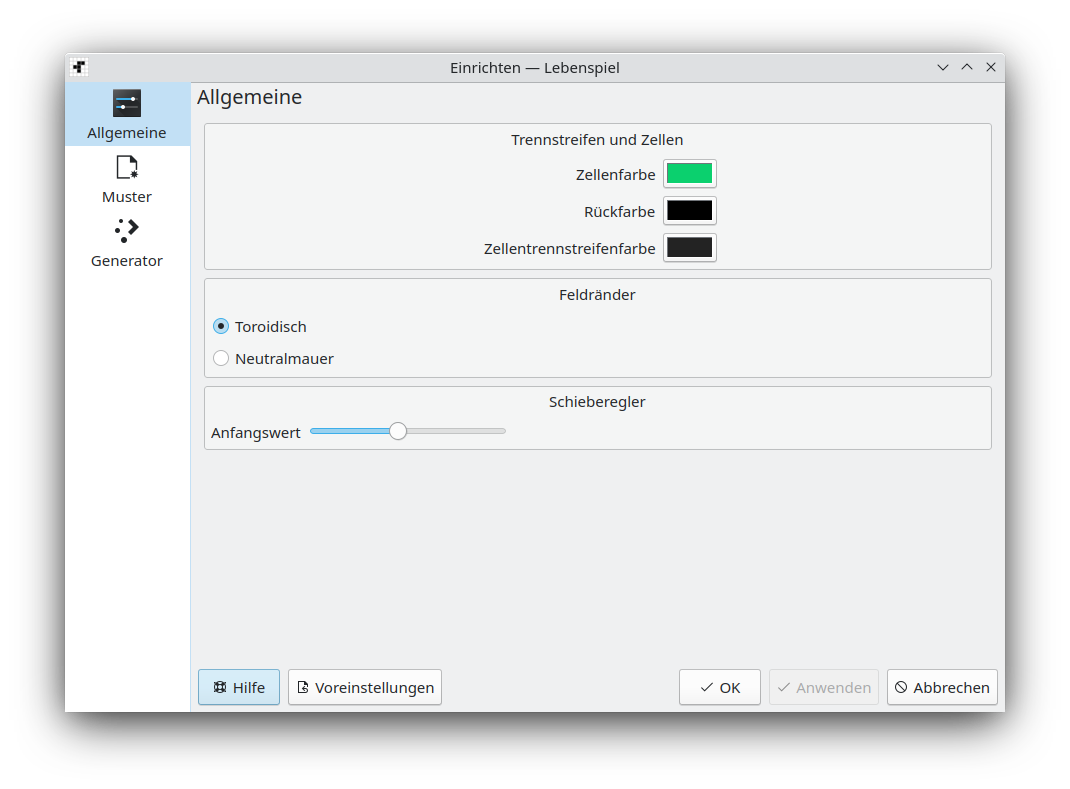 Einrichten — Lebenspiel
Allgemeine
Muster
Generator
Allgemeine
Trennstreifen und Zellen
Zellenfarbe
Rückfarbe
Zellentrennstreifenfarbe
Feldränder
Toroidisch
Neutralmauer
Schieberegler
Anfangswert
Hilfe Voreinstellungen OK Anwenden Abbrechen